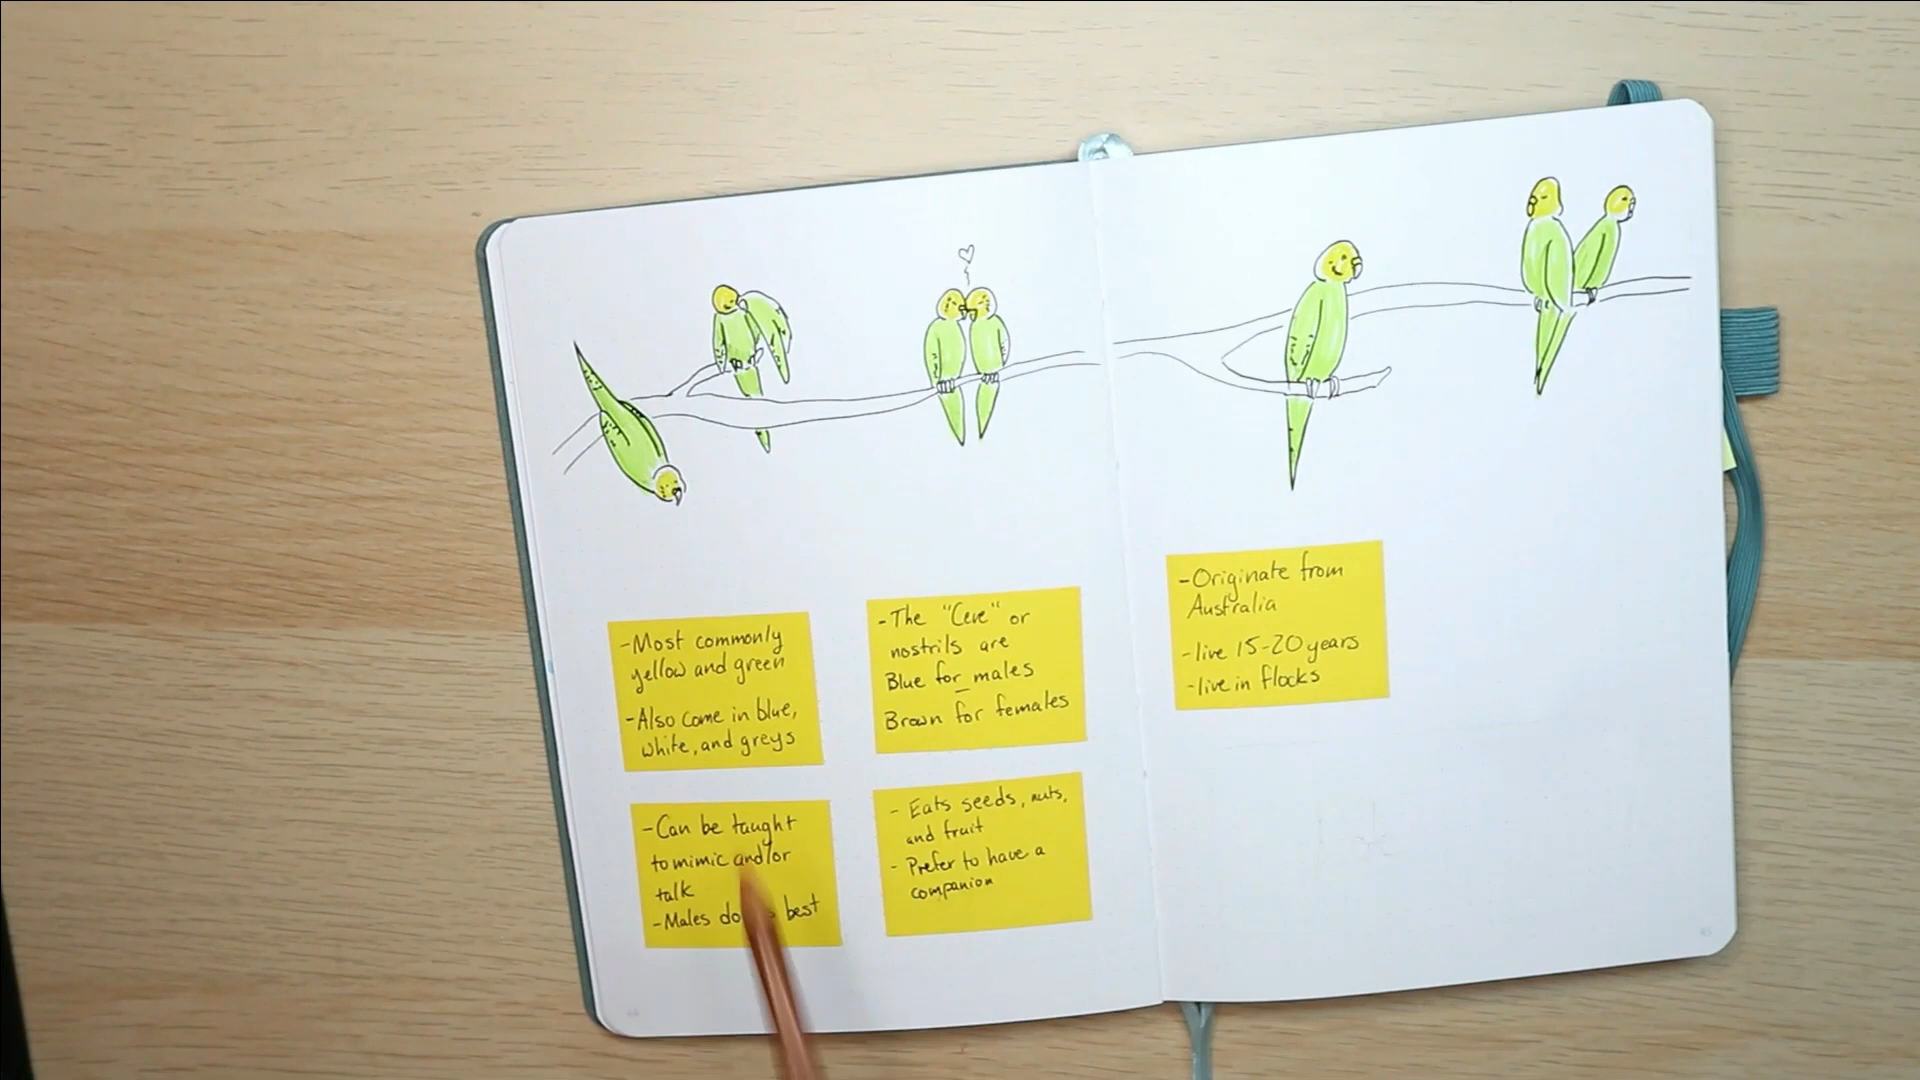 -Most commonly
yellow and green
-Also come in blue,
white, and greys
-The "Cere" or
nostrils are
Blue for males
Brown for females
-Can be taught
to mimic and/or
talk
-Males do best
- Eats seeds, nuts,
and fruit
- Prefer to have a
companion
-Originate from
Australia
-live 15-20 years
-live in flocks